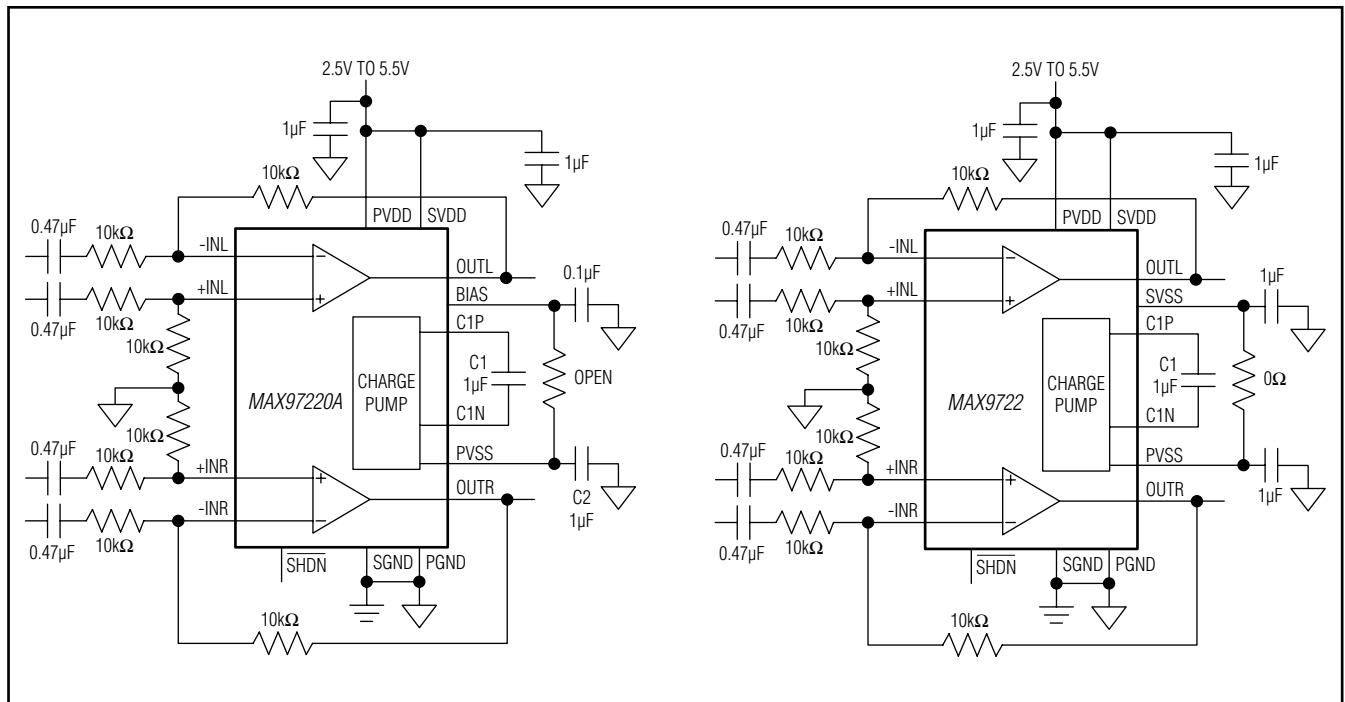 2.5V TO 5.5V
1µF
1µF
10kΩ
PVDD
SVDD
0.47µF
10kΩ
-INL
OUTL
0.1µF
+INL
BIAS
0.47µF
10kΩ
C1P
10kΩ
C1
1µF
OPEN
MAX97220A
CHARGE
PUMP
10kΩ
C1N
0.47µF
10kΩ
+INR
PVSS
OUTR
C2
1µF
-INR
0.47µF
10kΩ
SHDN
SGND
PGND
10kΩ
2.5V TO 5.5V
1µF
1µF
10kΩ
PVDD
SVDD
0.47µF
10kΩ
-INL
OUTL
1µF
+INL
SVSS
0.47µF
10kΩ
C1P
10kΩ
C1
1µF
0Ω
MAX9722
CHARGE
PUMP
10kΩ
C1N
0.47µF
10kΩ
+INR
PVSS
OUTR
1µF
-INR
0.47µF
10kΩ
SHDN
SGND
PGND
10kΩ